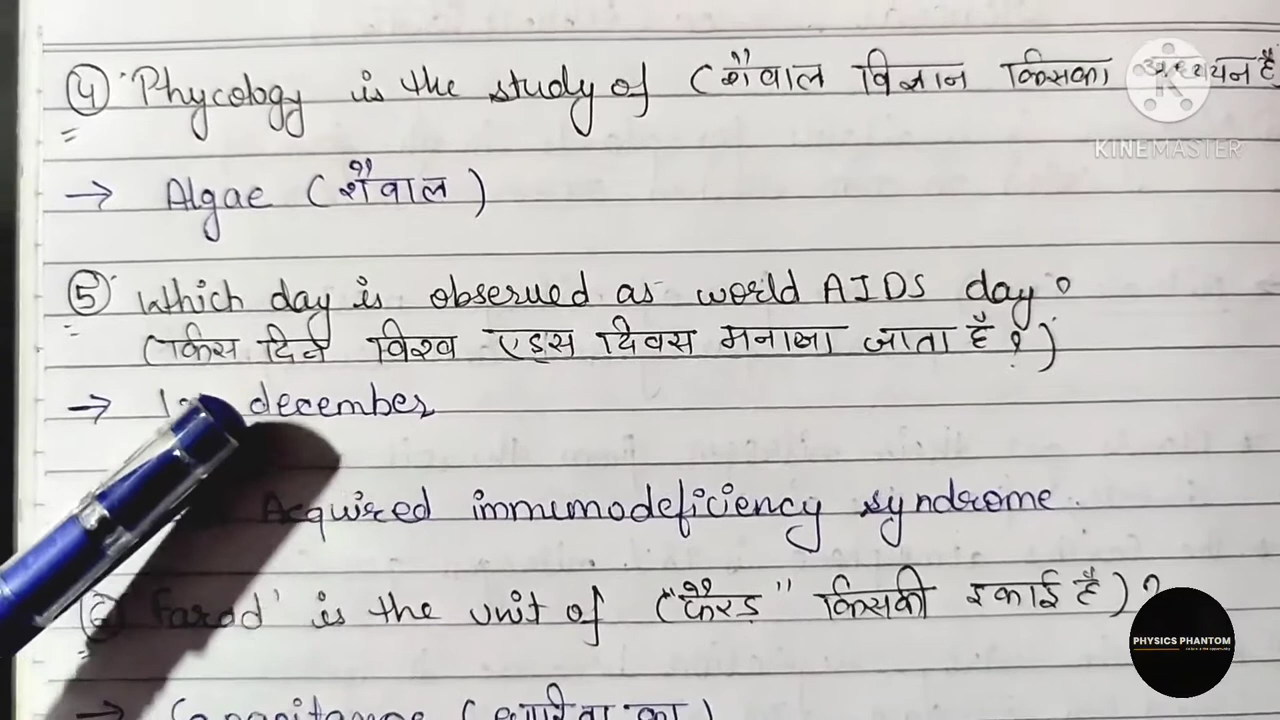 ④ Phycology is the study of (शैवाल विज्ञान किसका अध्ययन है
→ Algae (शैवाल)
⑤ Which day is observed as world AIDS day?
(किस दिन विश्व एड्स दिवस मनाया जाता है?)
→ december
Acquired immunodeficiency syndrome.
Farad' is the unit of ("फैरड" किसकी इकाई है)?
→ Capacitance (
KINEMASTER
PHYSICS PHANTOM